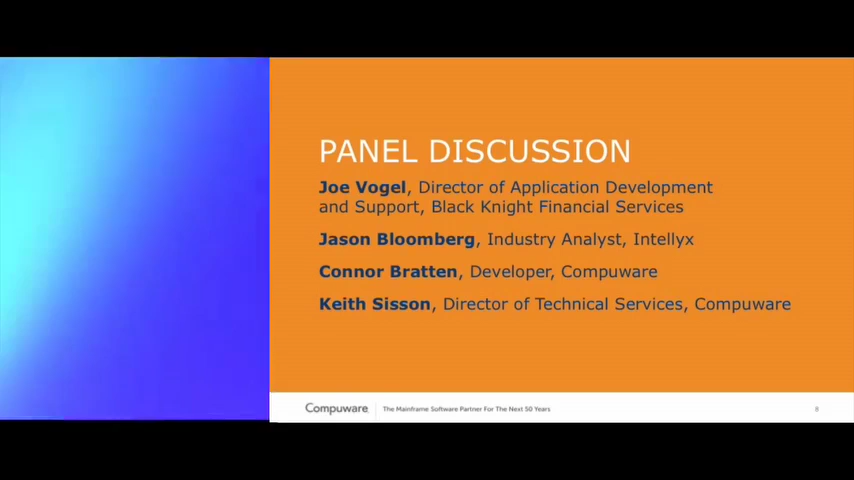 PANEL DISCUSSION
Joe Vogel, Director of Application Development
and Support, Black Knight Financial Services
Jason Bloomberg, Industry Analyst, Intellyx
Connor Bratten, Developer, Compuware
Keith Sisson, Director of Technical Services, Compuware
Compuware
The Mainframe Software Partner For The Next 50 Years
8